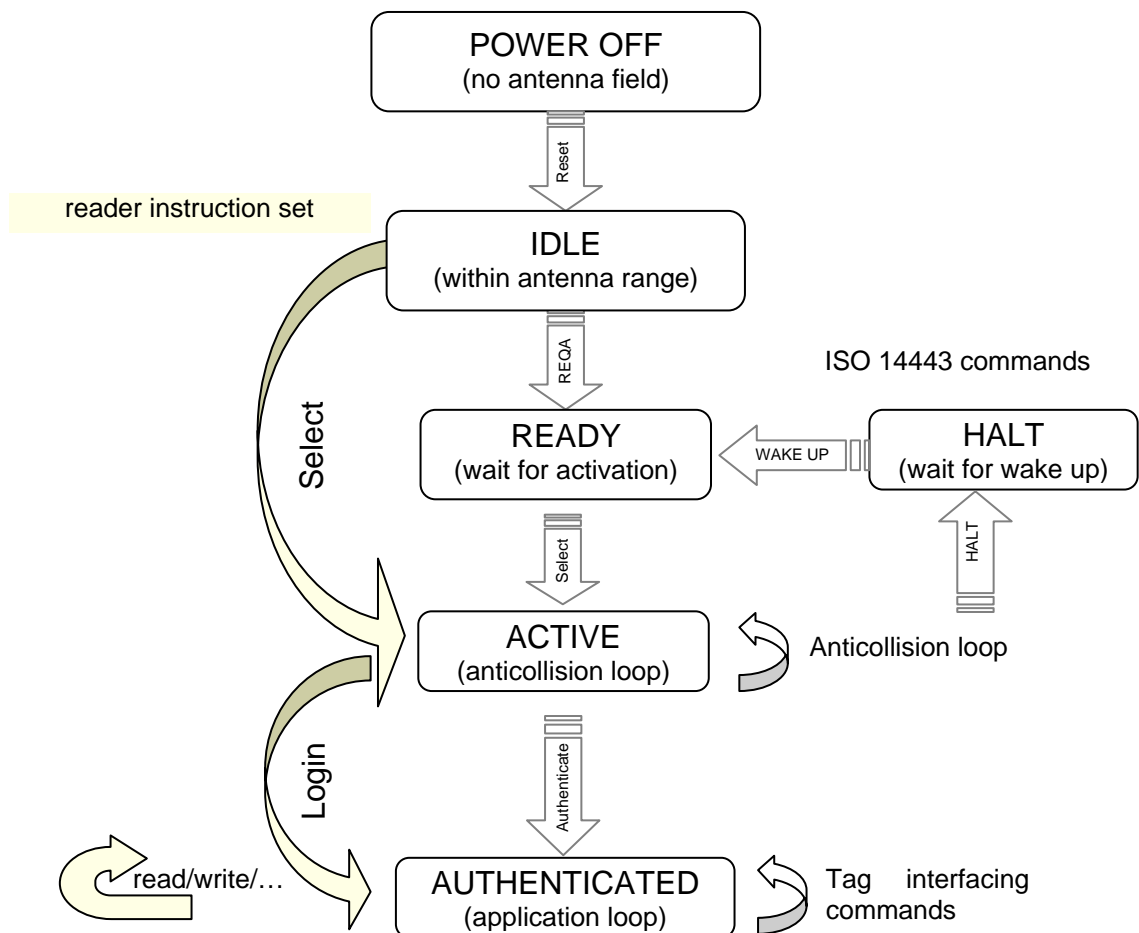 POWER OFF
(no antenna field)
Reset
reader instruction set
IDLE
(within antenna range)
REQA
ISO 14443 commands
Select
READY
(wait for activation)
WAKE UP
HALT
(wait for wake up)
Select
HALT
ACTIVE
(anticollision loop)
Anticollision loop
Login
Authenticate
read/write/…
AUTHENTICATED
(application loop)
Tag interfacing
commands